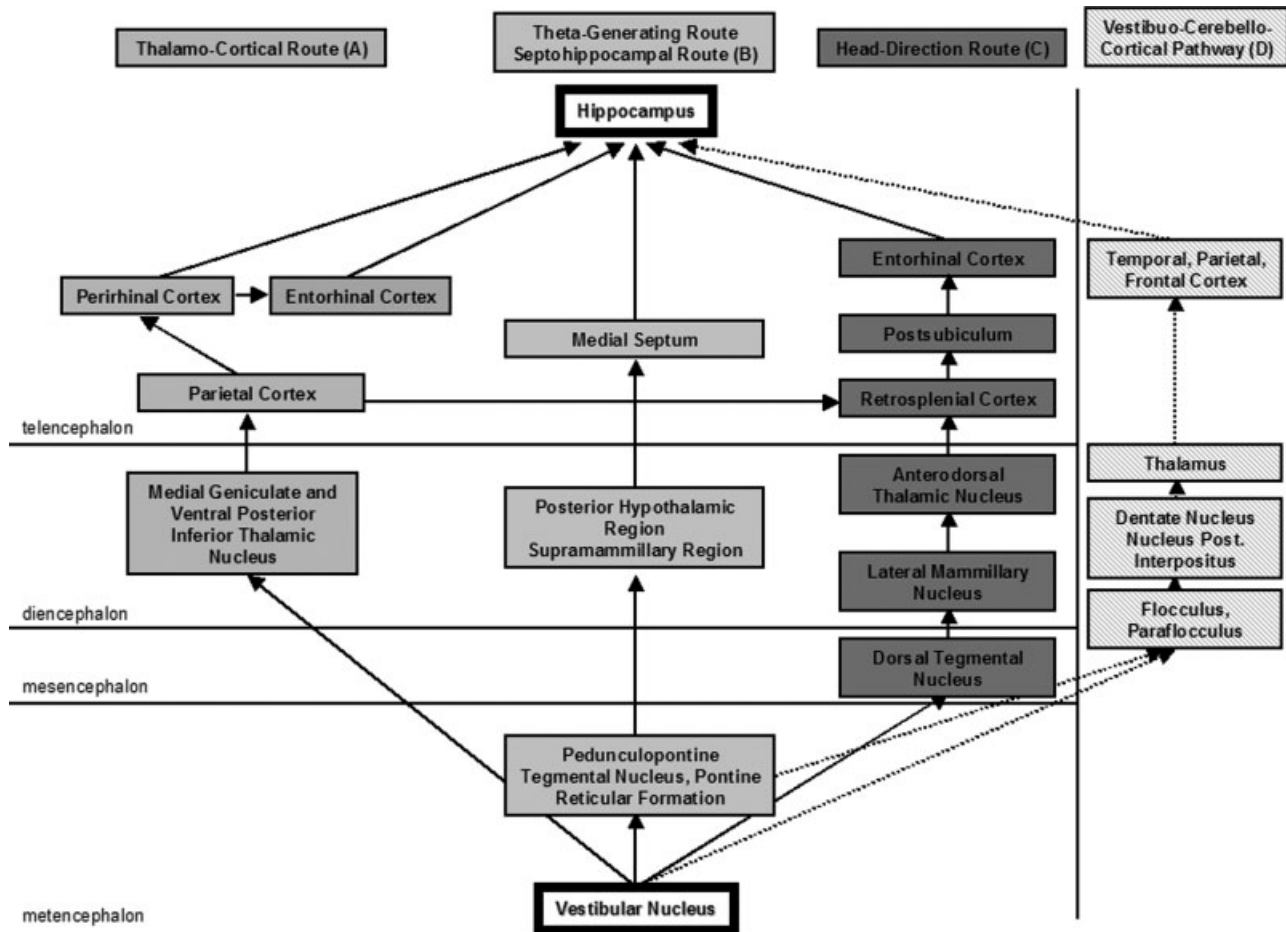 Thalamo-Cortical Route (A)
Theta-Generating Route
Septohippocampal Route (B)
Head-Direction Route (C)
Vestibuo-Cerebello-
Cortical Pathway (D)
Hippocampus
Entorhinal Cortex
Temporal, Parietal,
Frontal Cortex
Perirhinal Cortex
Entorhinal Cortex
Medial Septum
Postsubiculum
Parietal Cortex
Retrosplenial Cortex
telencephalon
Medial Geniculate and
Ventral Posterior
Inferior Thalamic
Nucleus
Posterior Hypothalamic
Region
Supramammillary Region
Anterodorsal
Thalamic Nucleus
Thalamus
Dentate Nucleus
Nucleus Post.
Interpositus
Lateral Mammillary
Nucleus
Flocculus,
Paraflocculus
diencephalon
Dorsal Tegmental
Nucleus
mesencephalon
Pedunculopontine
Tegmental Nucleus, Pontine
Reticular Formation
Vestibular Nucleus
metencephalon